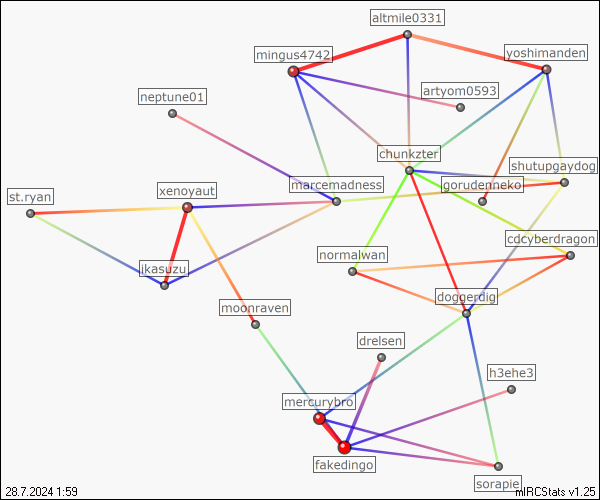 altmile0331
mingus4742
yoshimanden
artyom0593
neptune01
chunkzter
shutupgaydog
xenoyaut
marcemadness
gorudenneko
st.ryan
cdcyberdragon
normalwan
ikasuzu
doggerdig
moonraven
drelsen
h3ehe3
mercurybro
fakedingo
sorapie
28.7.2024 1:59
mIRCStats v1.25